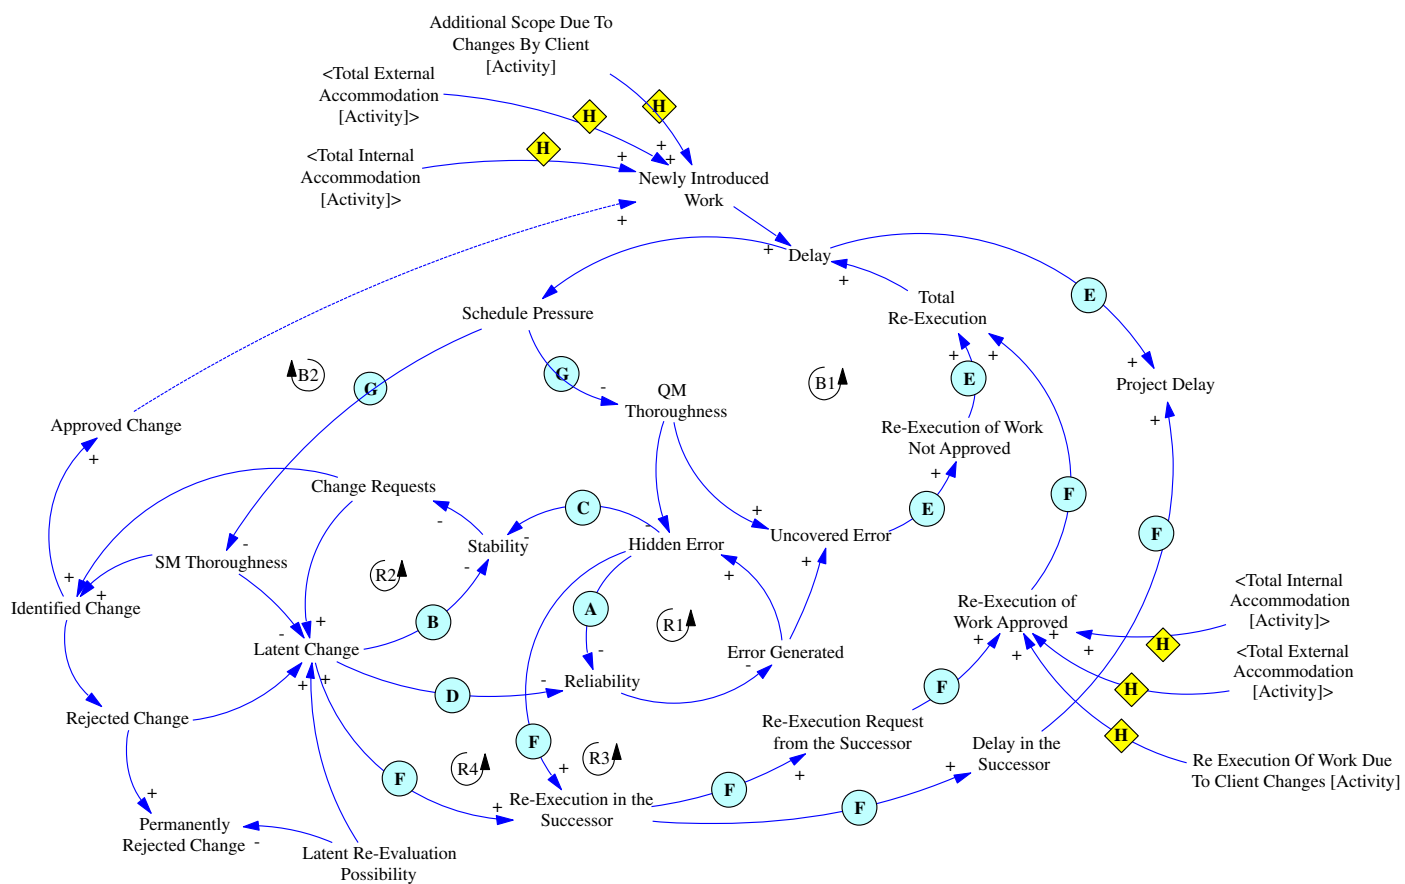 Additional Scope Due To
Changes By Client
[Activity]
<Total External
Accommodation
[Activity]>
H
H
H
<Total Internal
Accommodation
[Activity]>
+
+
+
Newly Introduced
Work
+
+
Delay
+
E
Total
Re-Execution
Schedule Pressure
B2
G
G
-
QM
Thoroughness
B1
+
+
E
+
Project Delay
+
Approved Change
+
Re-Execution of Work
Not Approved
+
Change Requests
-
C
-
-
Stability
-
+
E
F
F
Uncovered Error
+
Hidden Error
+
-
SM Thoroughness
+
+
Identified Change
R2
B
A
R1
Re-Execution of
Work Approved
<Total Internal
Accommodation
[Activity]>
+
-
Latent Change
+
+
-
D
-
Reliability
-
Error Generated
+
+
+
H
<Total External
Accommodation
[Activity]>
H
F
Rejected Change
Re-Execution Request
from the Successor
+
H
Delay in the
Successor
+
Re Execution Of Work Due
To Client Changes [Activity]
F
R4
R3
F
+
+
Re-Execution in the
Successor
F
F
+
Permanently
Rejected Change
-
Latent Re-Evaluation
Possibility